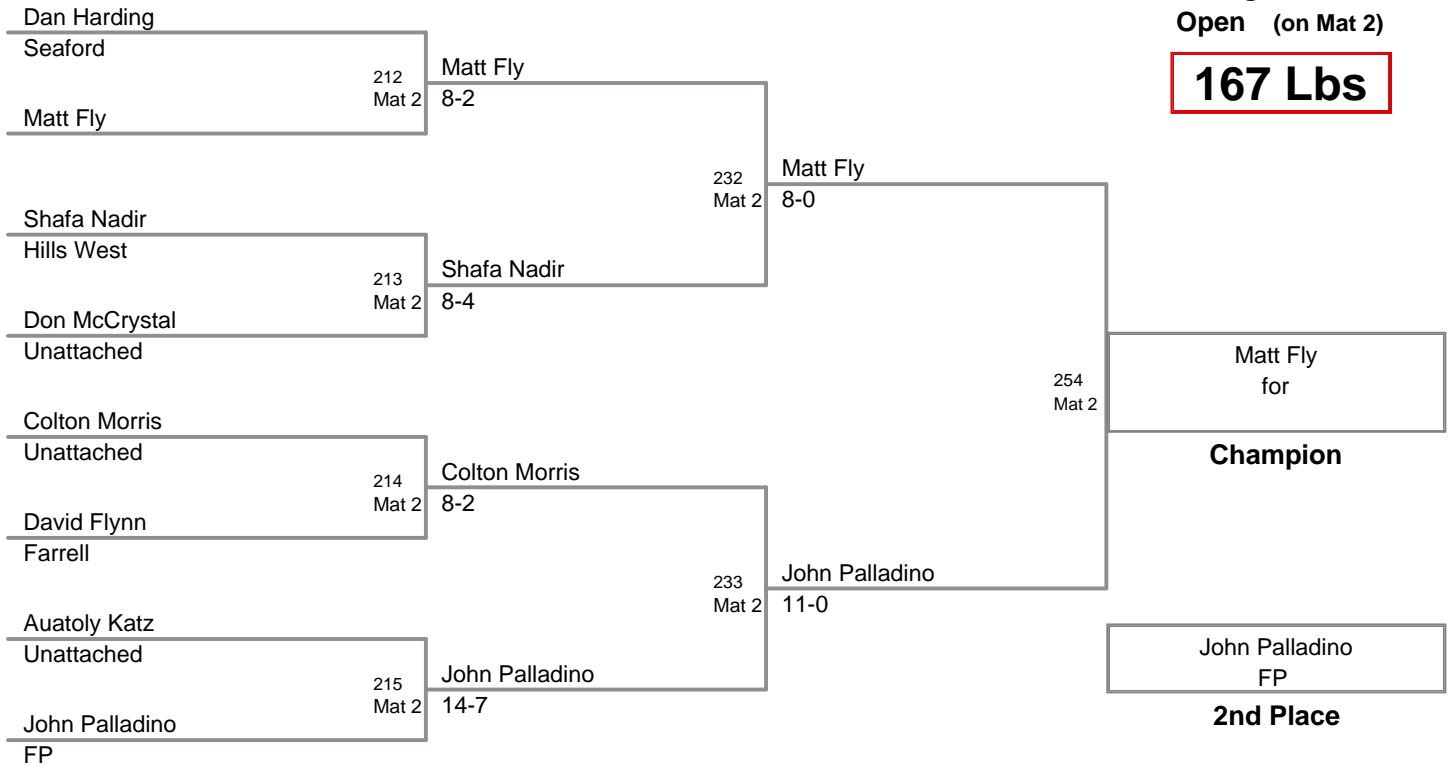 Open (on Mat 2)
167 Lbs
Dan Harding
Seaford
212
Mat 2
Matt Fly
8-2
Matt Fly
232
Mat 2
Matt Fly
8-0
Shafa Nadir
Hills West
213
Mat 2
Shafa Nadir
8-4
Don McCrystal
Unattached
254
Mat 2
Matt Fly
for
Champion
Colton Morris
Unattached
214
Mat 2
Colton Morris
8-2
David Flynn
Farrell
233
Mat 2
John Palladino
11-0
Auatoly Katz
Unattached
215
Mat 2
John Palladino
14-7
John Palladino
FP
John Palladino
FP
2nd Place